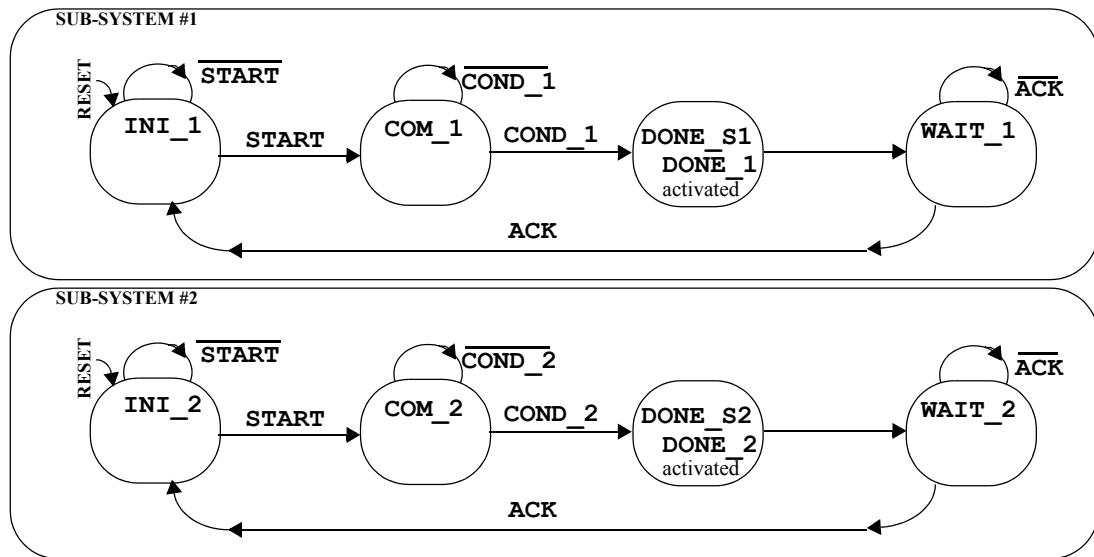 SUB-SYSTEM #1
RESET
START
INI_1
START
COND_1
COM_1
COND_1
DONE_S1
DONE_1
activated
ACK
WAIT_1
ACK
SUB-SYSTEM #2
RESET
START
INI_2
START
COND_2
COM_2
COND_2
DONE_S2
DONE_2
activated
ACK
WAIT_2
ACK